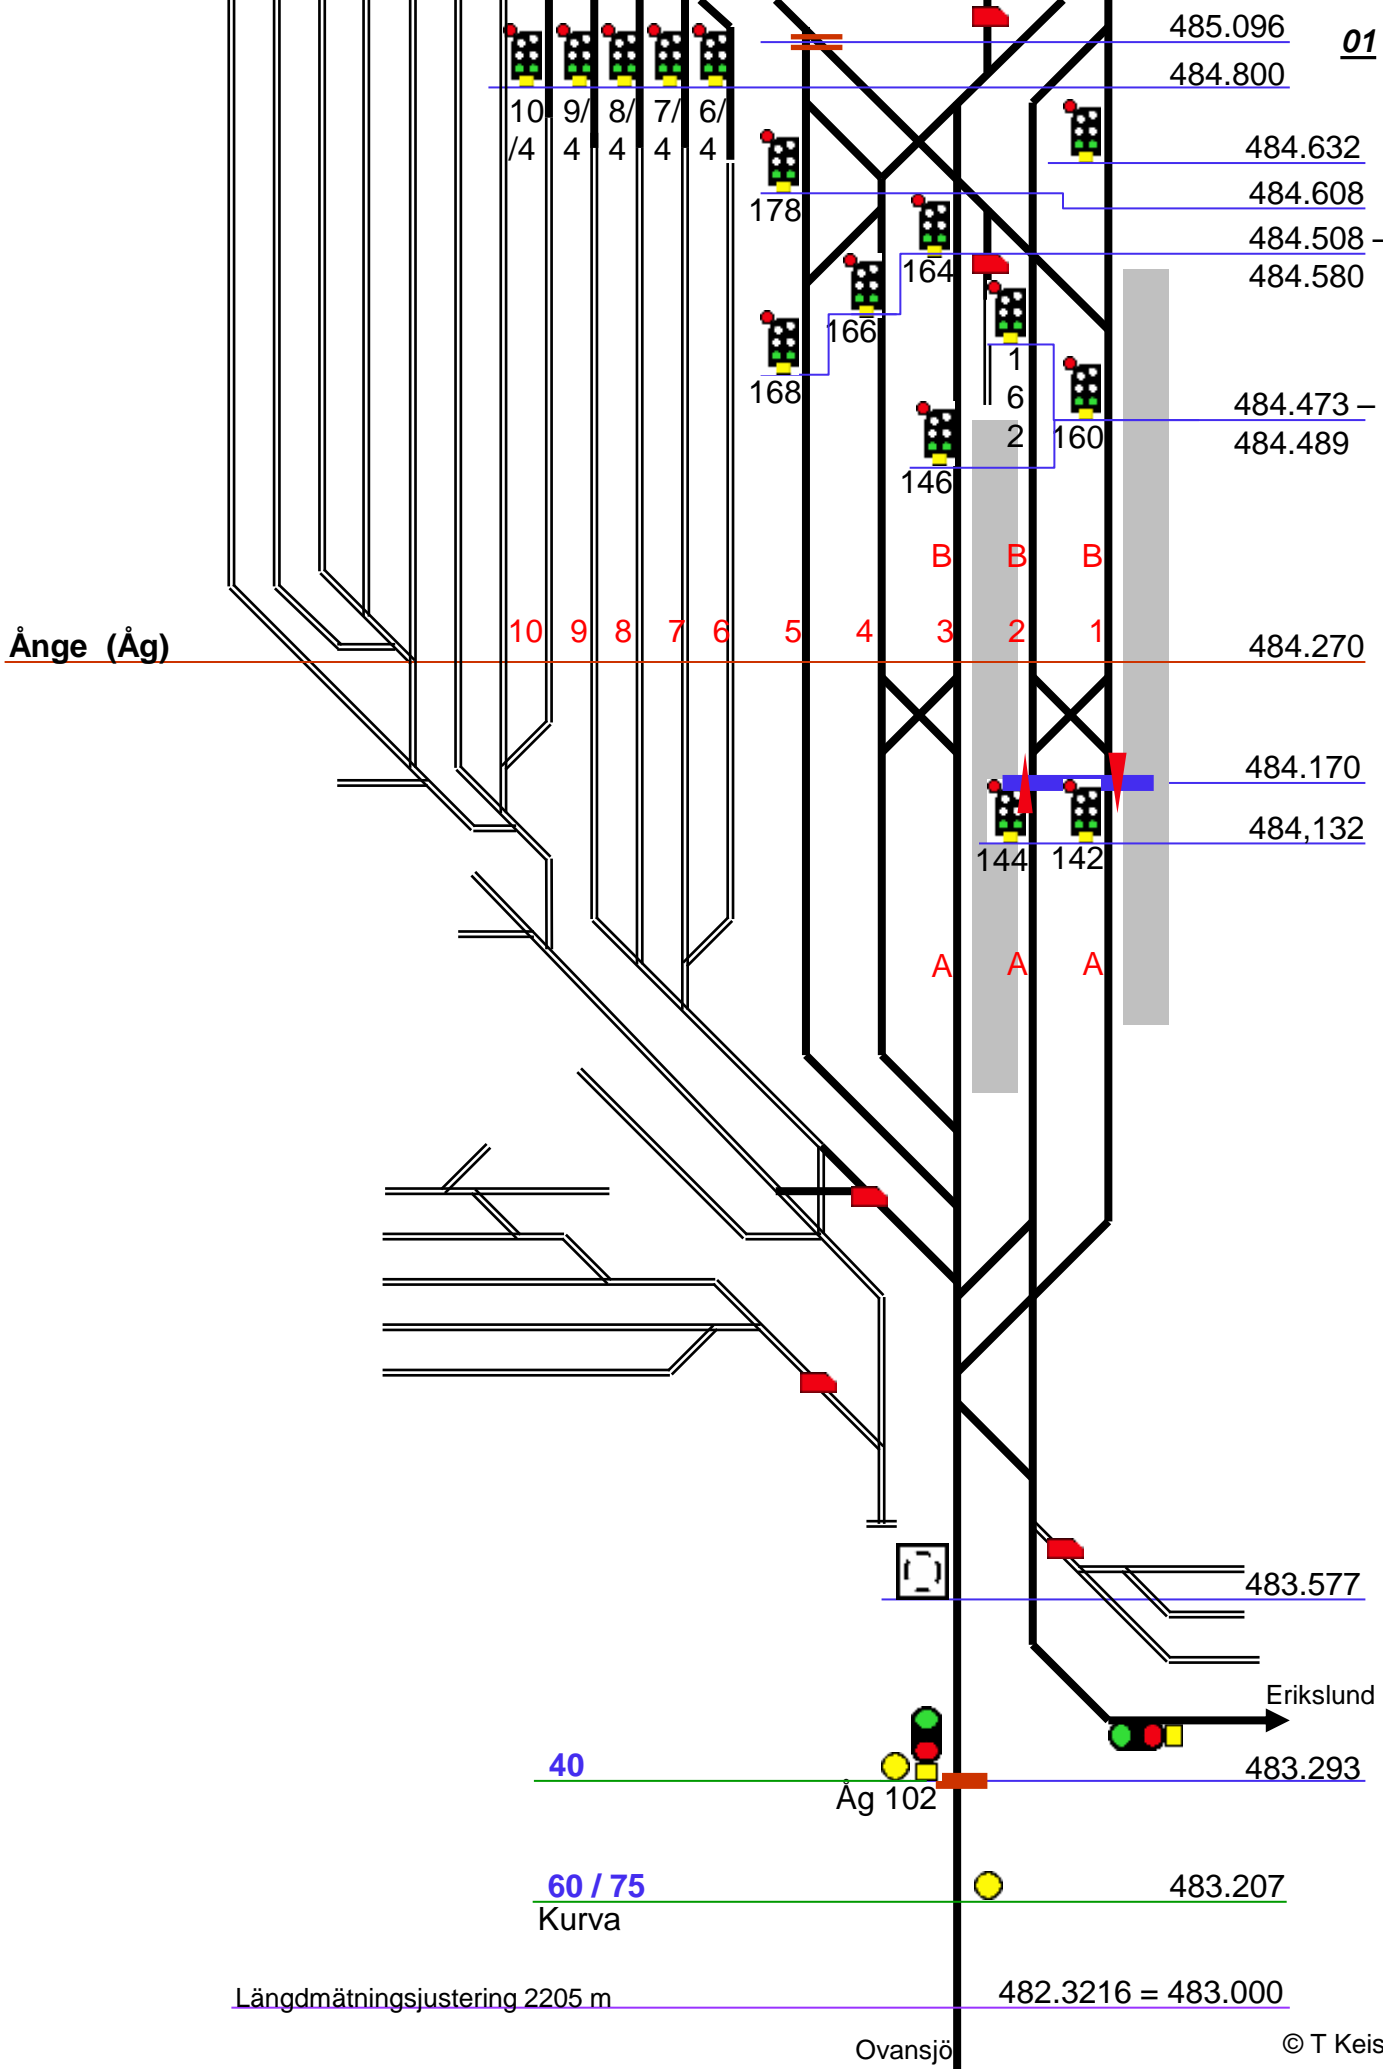 485.096
01
484.800
10 9/ 8/ 7/ 6/
/4 4 4 4 4
484.632
178
484.608
484.508 –
164
484.580
166
168
1
6
2
160
484.473 –
484.489
146
B B B
Ånge (Åg)
10 9 8 7 6 5 4 3 2 1
484.270
484.170
484,132
144 142
A A A
483.577
Erikslund
40
483.293
Åg 102
60 / 75
483.207
Kurva
Längdmätningsjustering 2205 m
482.3216 = 483.000
Ovansjö
© T Keis